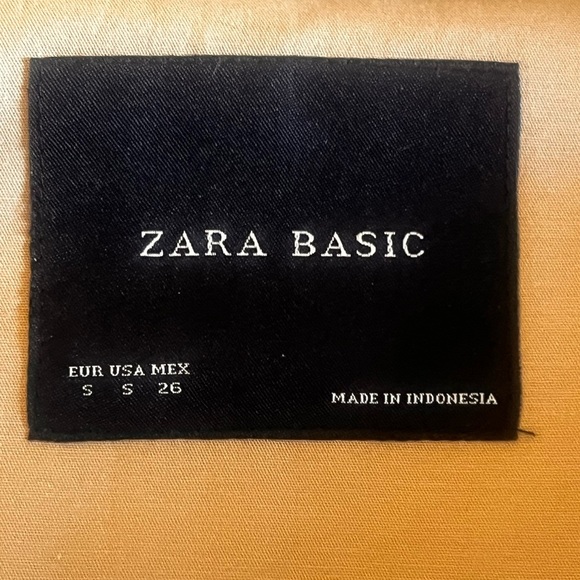 ZARA BASIC
EUR USA MEX
S S 26
MADE IN INDONESIA